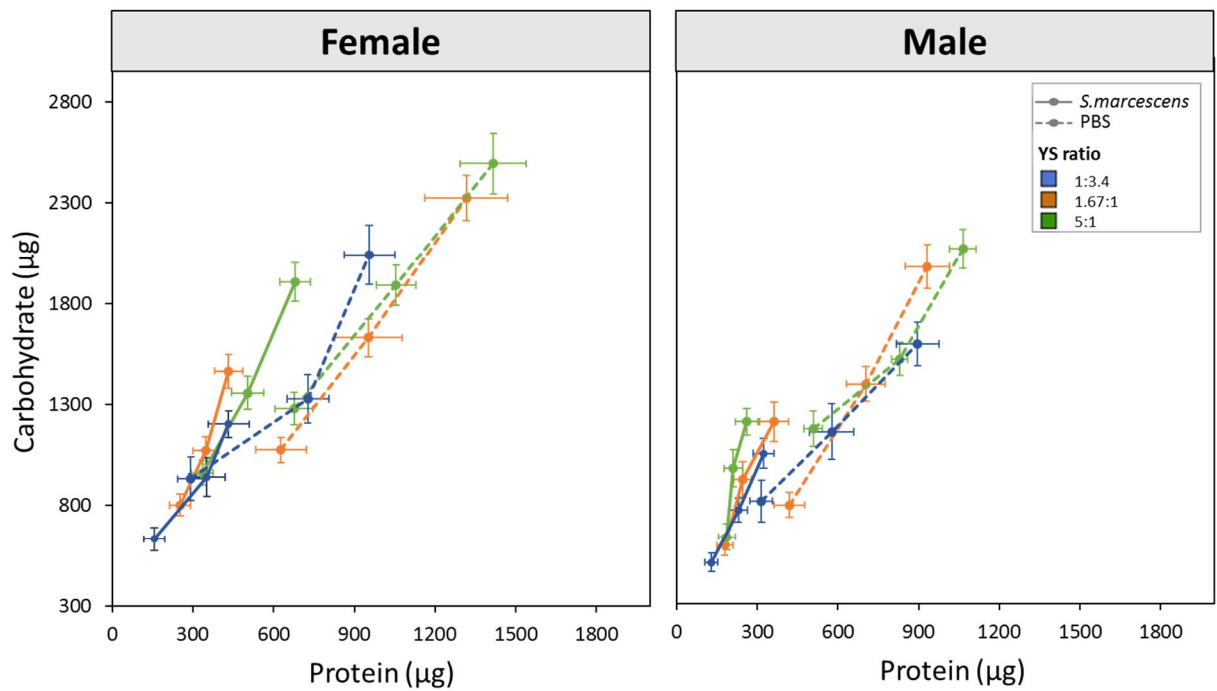 Female
Male
Carbohydrate (μg)
2800
2300
1800
1300
800
300
S.marcescens
PBS
YS ratio
1:3.4
1.67:1
5:1
0 300 600 900 1200 1500 1800
0 300 600 900 1200 1500 1800
Protein (μg)
Protein (μg)